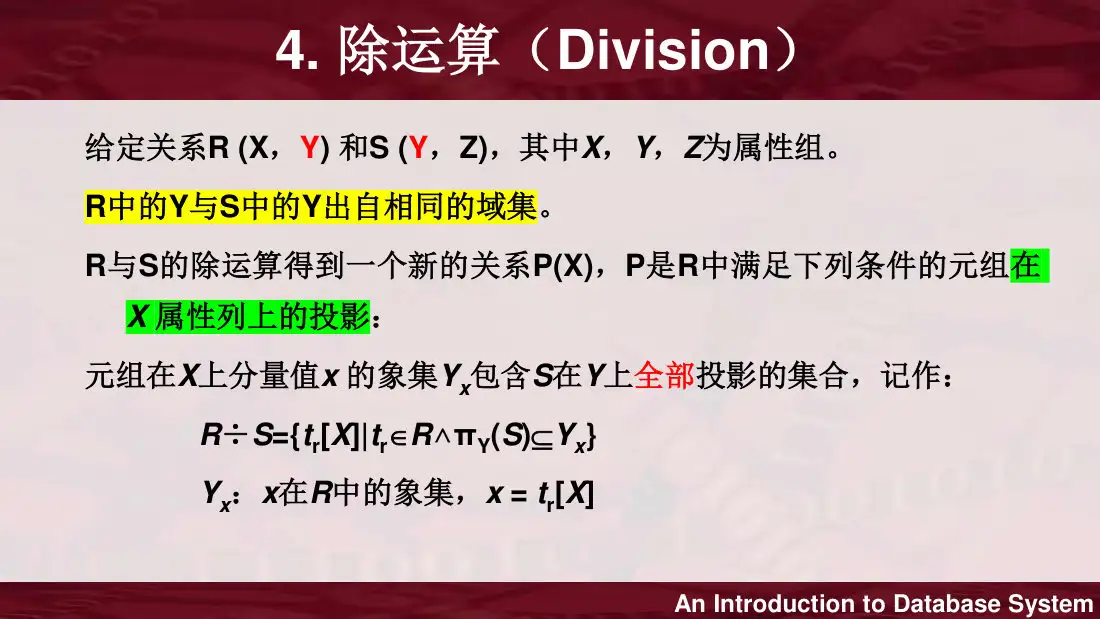 4. 除运算（Division）
给定关系R (X，Y) 和S (Y，Z)，其中X，Y，Z为属性组。
R中的Y与S中的Y出自相同的域集。
R与S的除运算得到一个新的关系P(X)，P是R中满足下列条件的元组在
X 属性列上的投影：
元组在X上分量值x 的象集Yx包含S在Y上全部投影的集合，记作：
R÷S={tr[X]||tr∈R∧πY(S)⊆Yx}
Yx：x在R中的象集，x = tr[X]
An Introduction to Database System